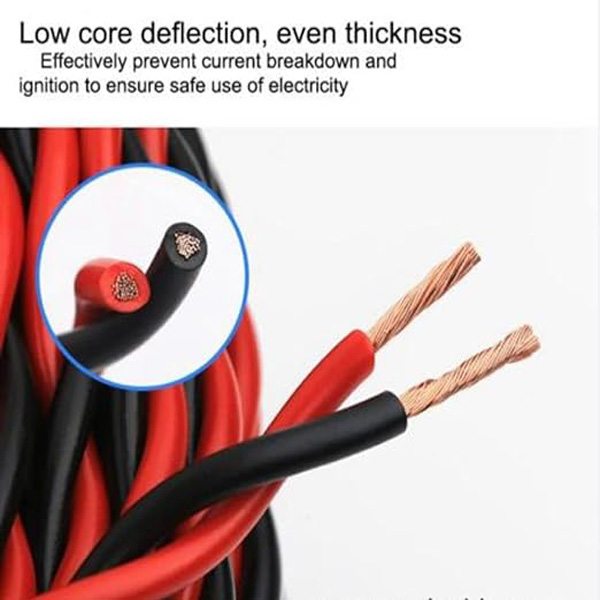 Low core deflection, even thickness
Effectively prevent current breakdown and
ignition to ensure safe use of electricity